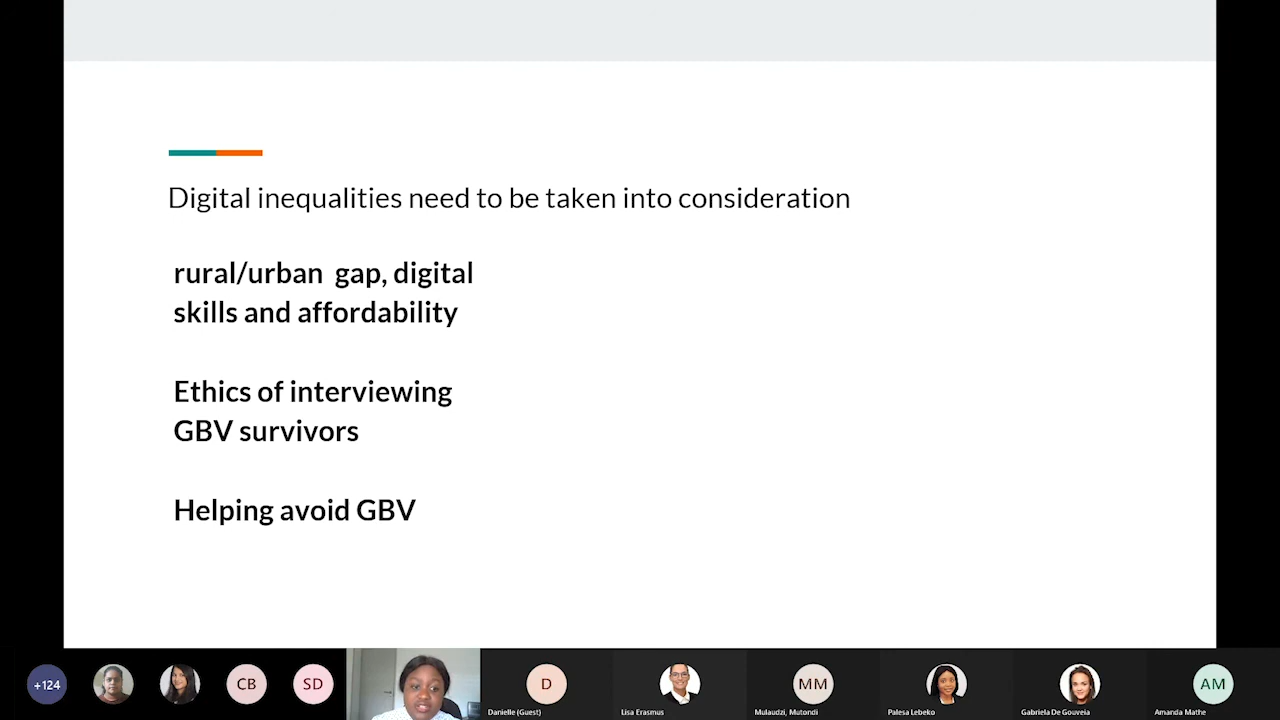 Digital inequalities need to be taken into consideration
rural/urban gap, digital
skills and affordability
Ethics of interviewing
GBV survivors
Helping avoid GBV
+124
CB
SD
D
Danielle (Guest)
Lisa Erasmus
MM
Mulaudzi, Mutondi
Palesa Lebeko
Gabriela De Gouveia
AM
Amanda Mathe